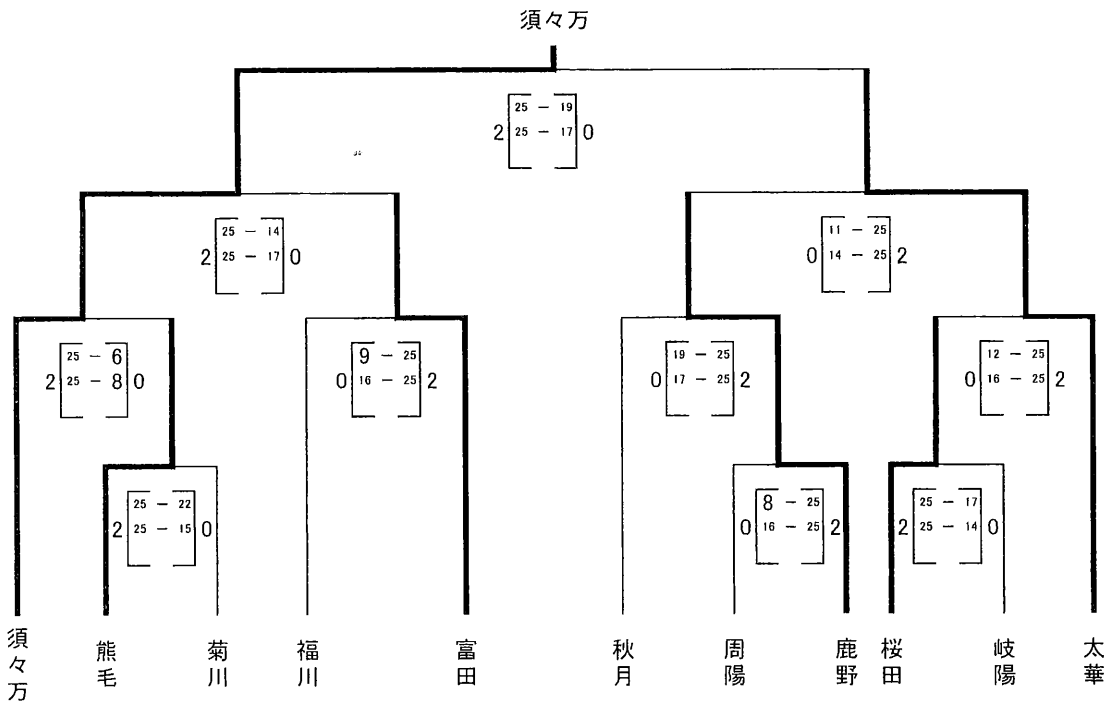 須々万
25 - 19
2 25 - 17 0
25 - 14
2 25 - 17 0
11 - 25
0 14 - 25 2
25 - 6
2 25 - 8 0
9 - 25
0 16 - 25 2
19 - 25
0 17 - 25 2
12 - 25
0 16 - 25 2
25 - 22
2 25 - 15 0
8 - 25
0 16 - 25 2
25 - 17
2 25 - 14 0
須々万
熊毛
菊川
福川
富田
秋月
周陽
鹿野
桜田
岐陽
太華